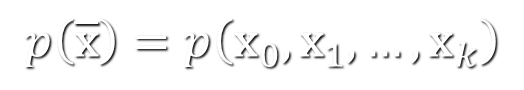 p(x̅) = p(x₀, x₁, ..., xₖ)